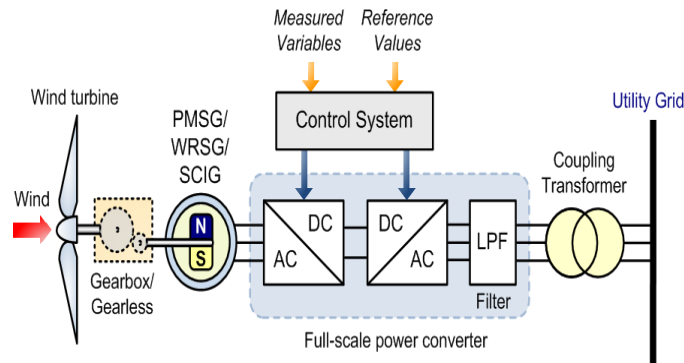 Measured
Variables
Reference
Values
Wind turbine
PMSG/
WRSG/
SCIG
Control System
Utility Grid
Coupling
Transformer
Wind
N
S
DC
AC
DC
AC
LPF
Gearbox/
Gearless
Filter
Full-scale power converter